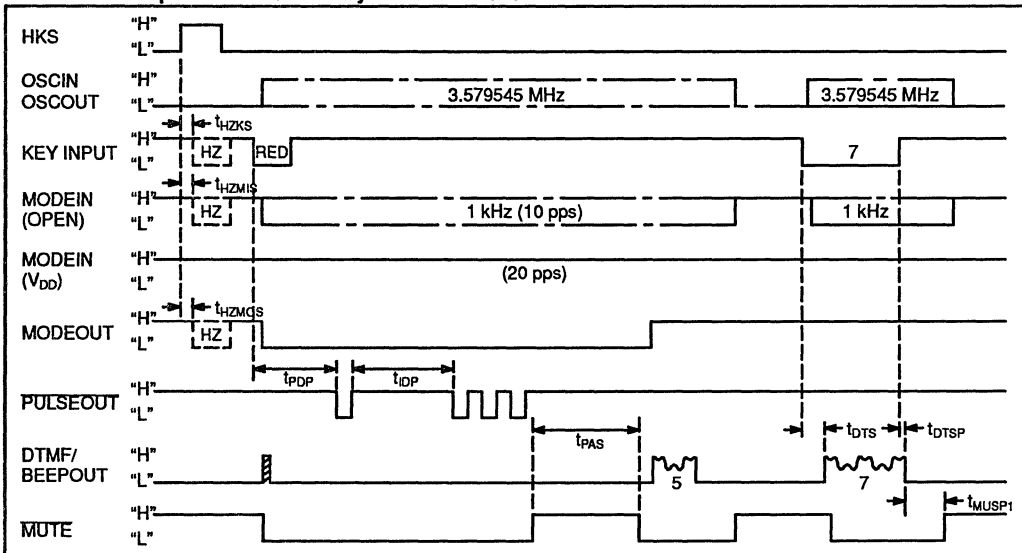 HKS "H" "L"
OSCIN OSCOUT "H" "L" 3.579545 MHz 3.579545 MHz
tHZKS
KEY INPUT "H" "L" HZ RED 7
tHZMIS
MODEIN (OPEN) "H" "L" HZ 1 kHz (10 pps) 1 kHz
MODEIN (VDD) "H" "L" (20 pps)
tHZMOS
MODEOUT "H" "L" HZ
tPDP tIDP
PULSEOUT "H" "L"
tPAS tDTS tDTSP
DTMF/ BEEPOUT "H" "L" 5 7
tMUSP1
MUTE "H" "L"